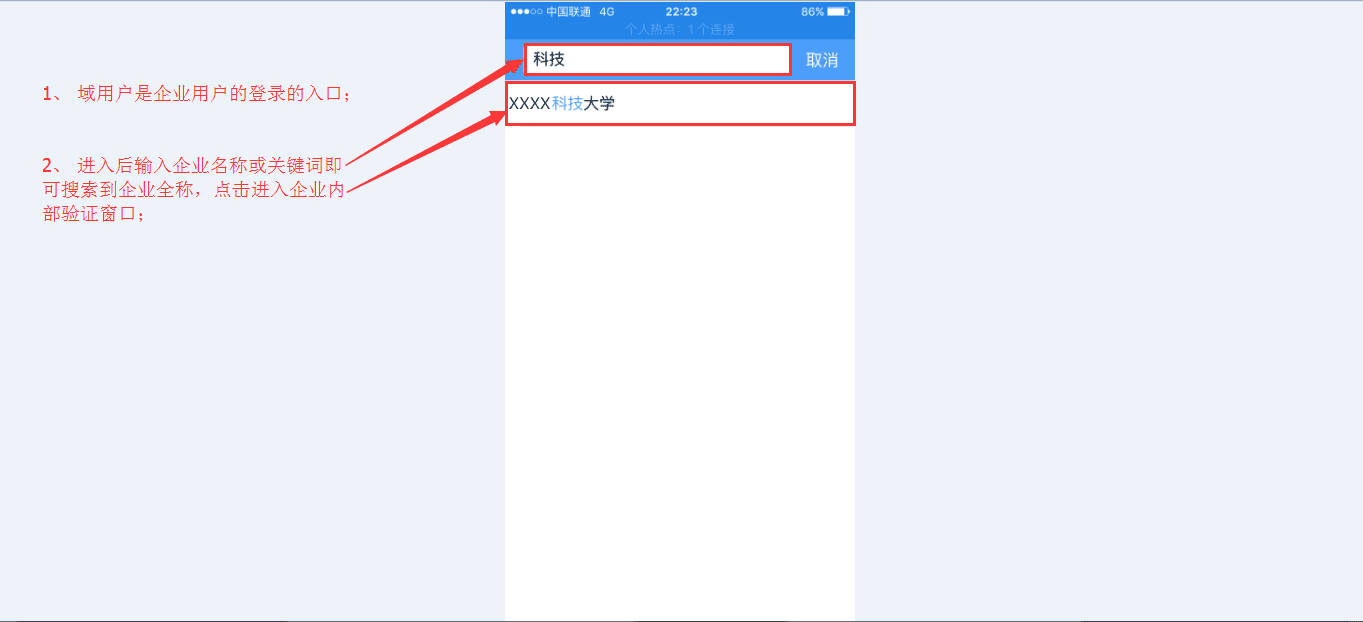 ●●●○○ 中国联通 4G 22:23 86%
个人热点：1 个连接
科技 取消
XXXX科技大学
1、 域用户是企业用户的登录的入口；
2、 进入后输入企业名称或关键词即
可搜索到企业全称，点击进入企业内
部验证窗口；